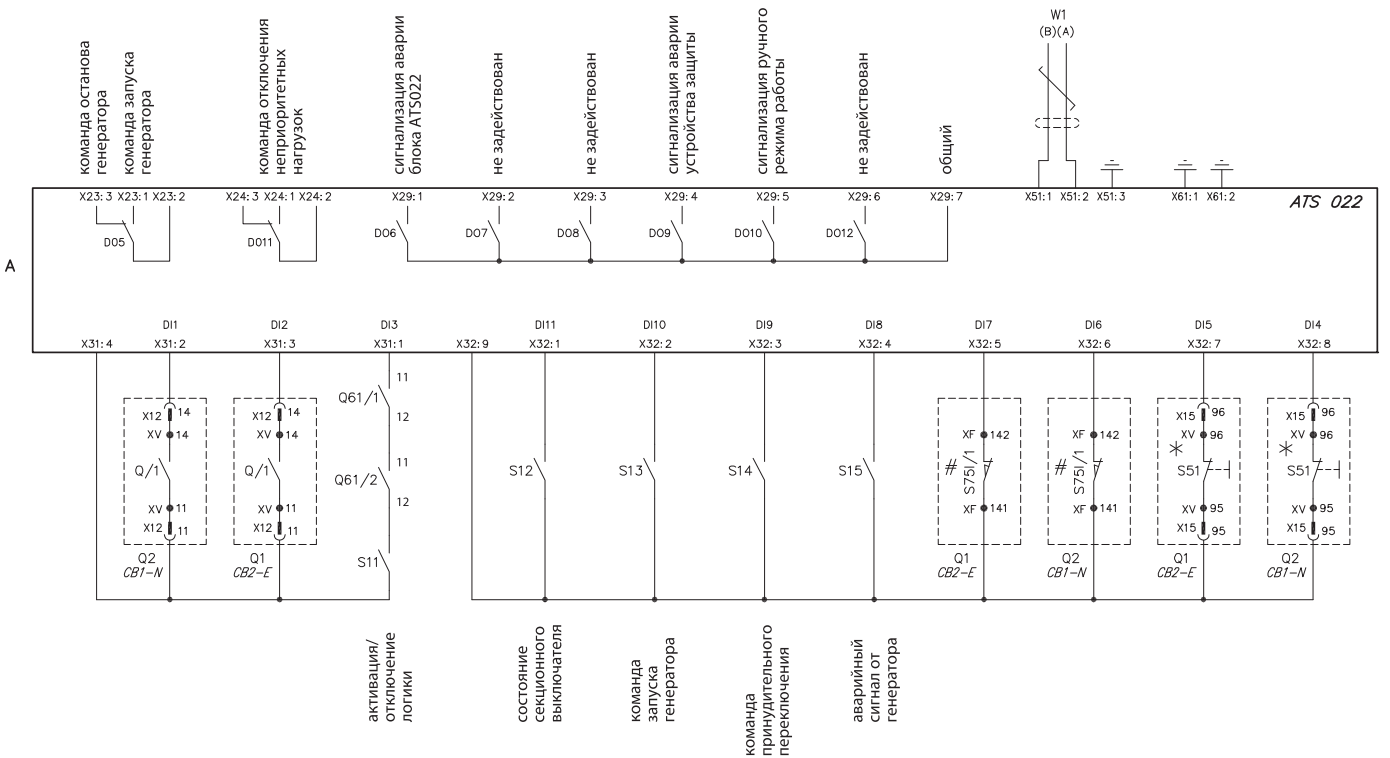 W1
(B)(A)
команда останова
генератора
команда запуска
генератора
команда отключения
неприоритетных
нагрузок
сигнализация аварии
блока ATS022
не задействован
не задействован
сигнализация аварии
устройства защиты
сигнализация ручного
режима работы
не задействован
общий
X23:3 X23:1 X23:2 X24:3 X24:1 X24:2 X29:1 X29:2 X29:3 X29:4 X29:5 X29:6 X29:7 X51:1 X51:2 X51:3 X61:1 X61:2
ATS 022
DO5 DO11 DO6 DO7 DO8 DO9 DO10 DO12
A
DI1 DI2 DI3 DI11 DI10 DI9 DI8 DI7 DI6 DI5 DI4
X31:4 X31:2 X31:3 X31:1 X32:9 X32:1 X32:2 X32:3 X32:4 X32:5 X32:6 X32:7 X32:8
11
Q61/1
12
X12 14 X12 14 X15 96 X15 96
XV 14 XV 14 XF 142 XF 142 XV 96 XV 96
11
Q61/2
12
Q/1 Q/1 S12 S13 S14 S15 # S75I/1 # S75I/1 * S51 * S51
XV 11 XV 11 XF 141 XF 141 XV 95 XV 95
X12 11 X12 11 X15 95 X15 95
S11
Q2 Q1 Q1 Q2 Q1 Q2
CB1-N CB2-E CB2-E CB1-N CB2-E CB1-N
активация/
отключение
логики
состояние
секционного
выключателя
команда
запуска
генератора
команда
принудительного
переключения
аварийный
сигнал от
генератора